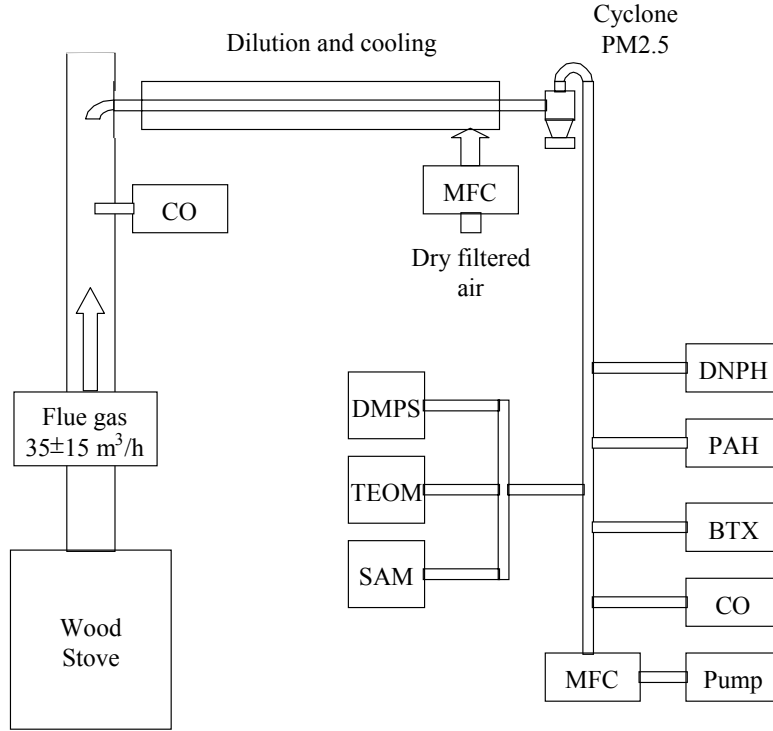 Cyclone
PM2.5
Dilution and cooling
CO
MFC
Dry filtered
air
DNPH
DMPS
Flue gas
35±15 m³/h
PAH
TEOM
BTX
SAM
CO
Wood
Stove
MFC
Pump